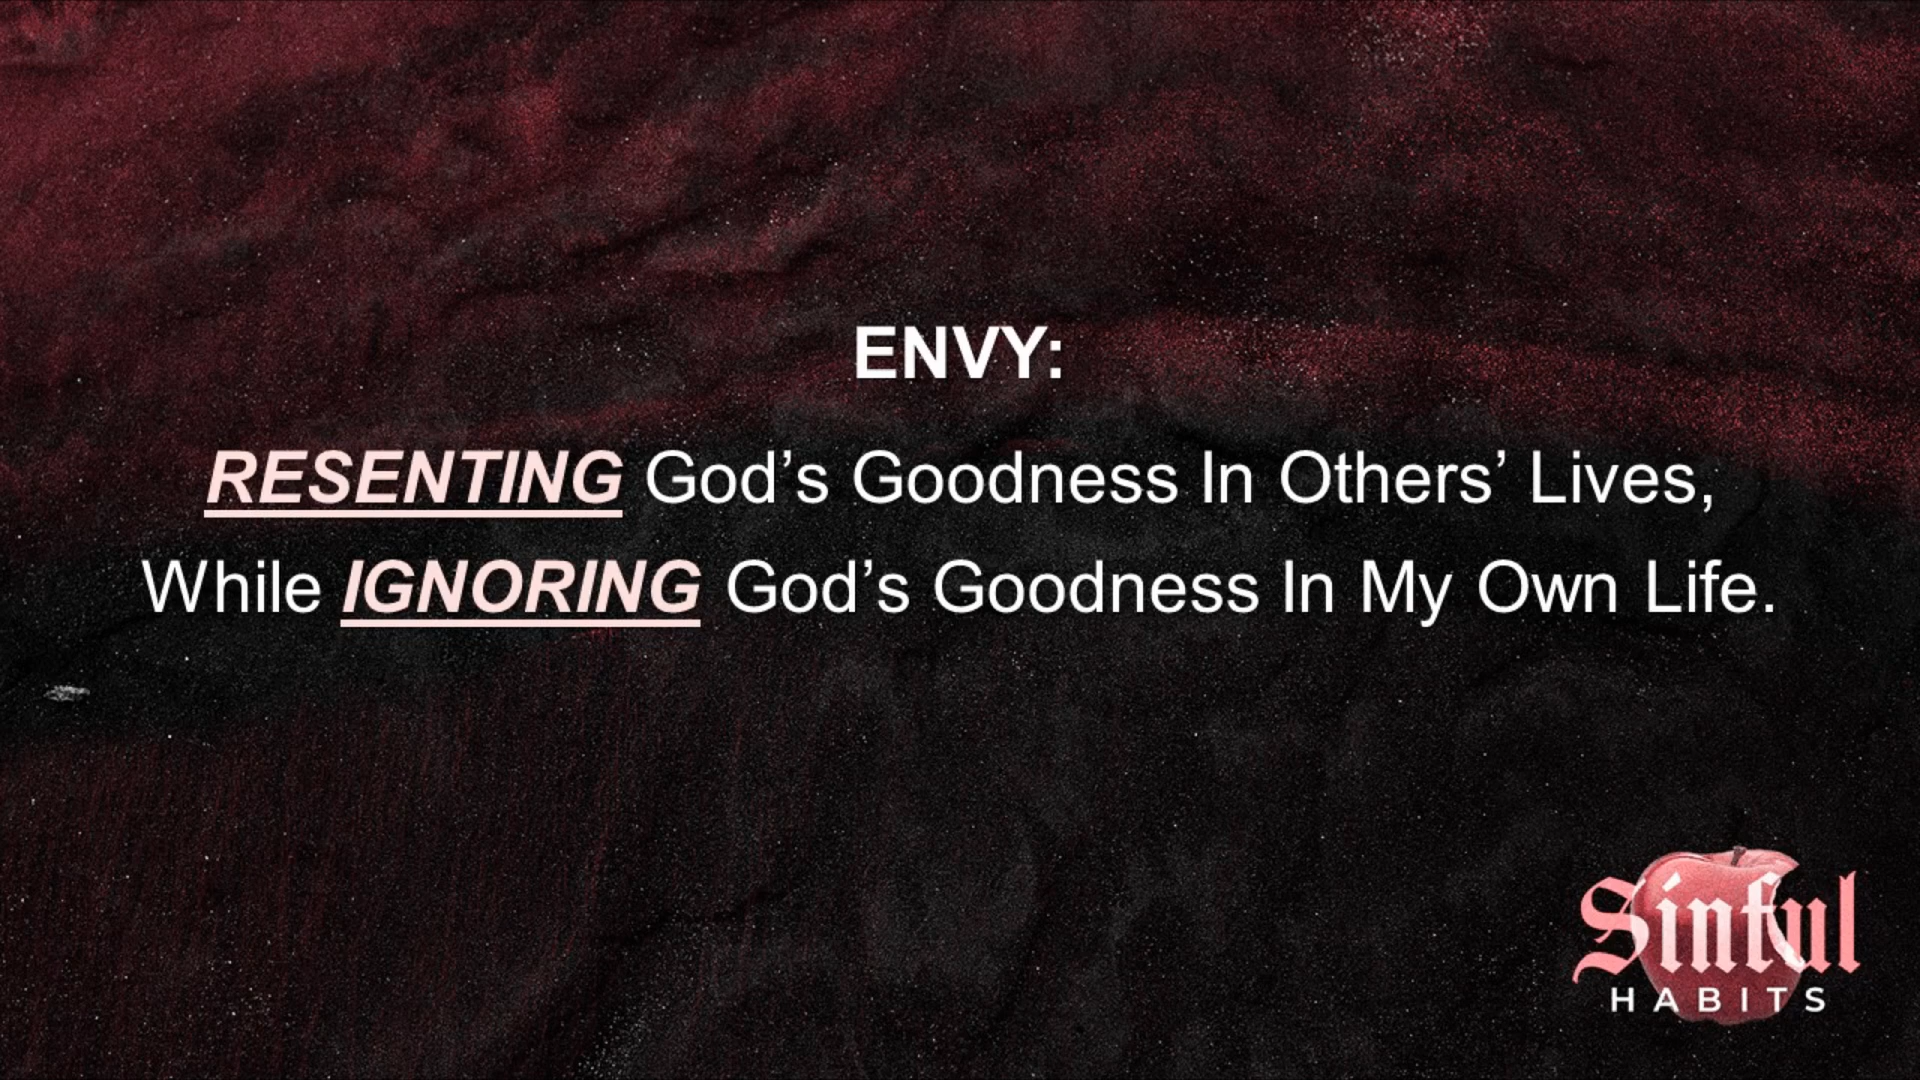 ENVY:
RESENTING God’s Goodness In Others’ Lives,
While IGNORING God’s Goodness In My Own Life.
Sinful
HABITS